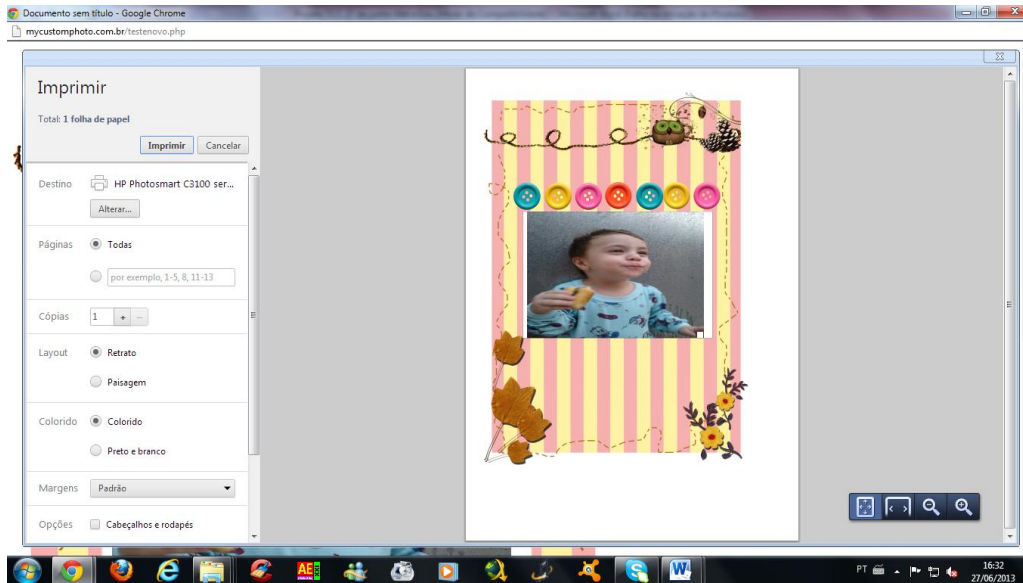 Documento sem título - Google Chrome
mycustomphoto.com.br/testenovo.php
Imprimir
Total: 1 folha de papel
Imprimir Cancelar
Destino HP Photosmart C3100 ser...
Alterar...
Páginas Todas
por exemplo, 1-5, 8, 11-13
Cópias 1 + -
Layout Retrato
Paisagem
Colorido Colorido
Preto e branco
Margens Padrão
Opções Cabeçalhos e rodapés
AE
W
PT 16:32
27/06/2013